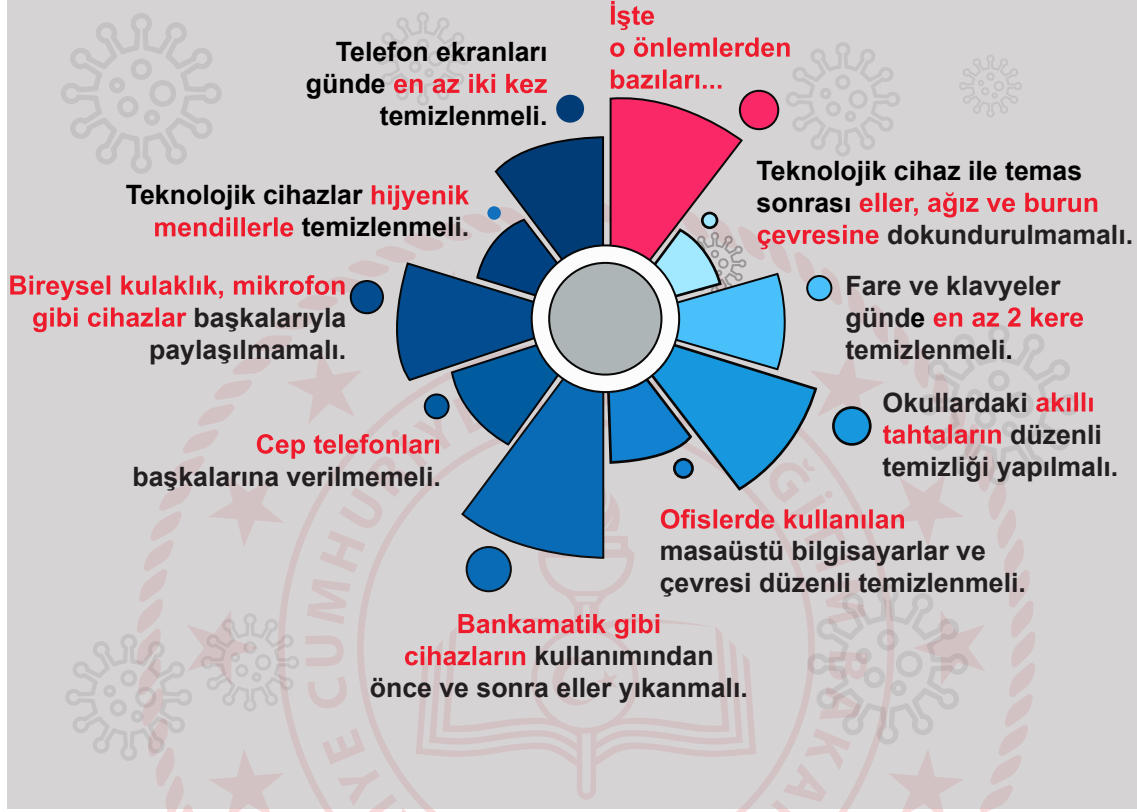 İşte
o önlemlerden
bazıları...
Teknolojik cihaz ile temas
sonrası eller, ağız ve burun
çevresine dokundurulmamalı.
Fare ve klavyeler
günde en az 2 kere
temizlenmeli.
Okullardaki akıllı
tahtaların düzenli
temizliği yapılmalı.
Ofislerde kullanılan
masaüstü bilgisayarlar ve
çevresi düzenli temizlenmeli.
Bankamatik gibi
cihazların kullanımından
önce ve sonra eller yıkanmalı.
Cep telefonları
başkalarına verilmemeli.
Bireysel kulaklık, mikrofon
gibi cihazlar başkalarıyla
paylaşılmamalı.
Teknolojik cihazlar hijyenik
mendillerle temizlenmeli.
Telefon ekranları
günde en az iki kez
temizlenmeli.